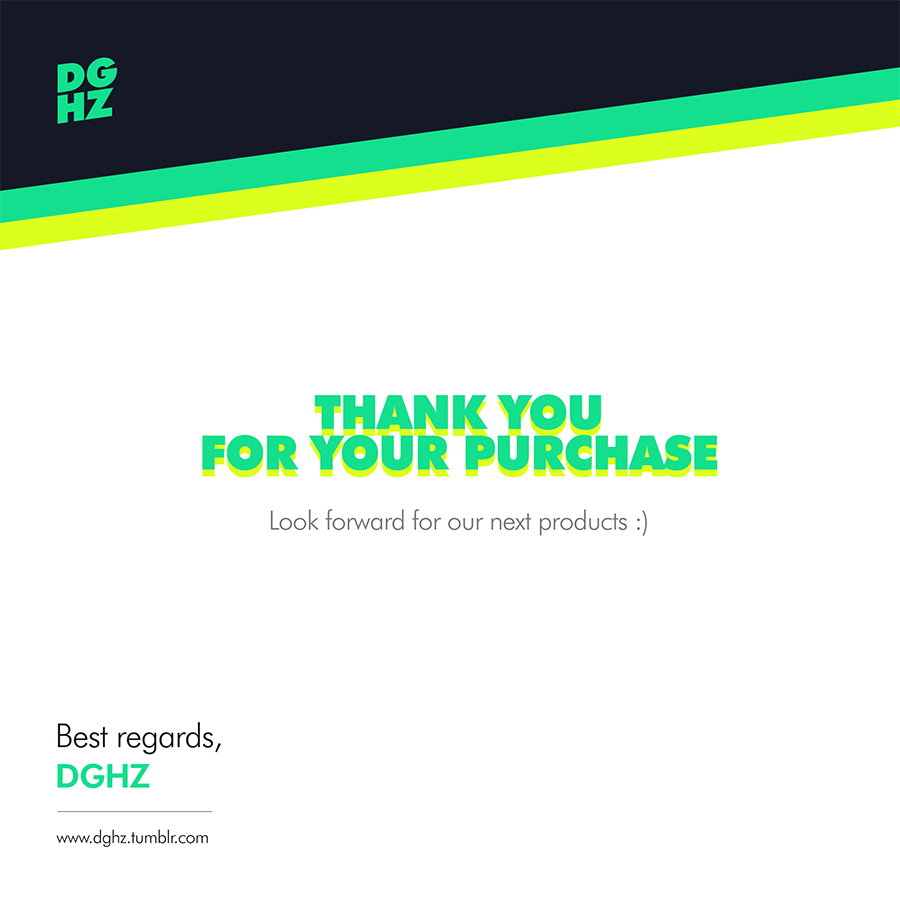 DG
HZ
THANK YOU
FOR YOUR PURCHASE
Look forward for our next products :)
Best regards,
DGHZ
www.dghz.tumblr.com